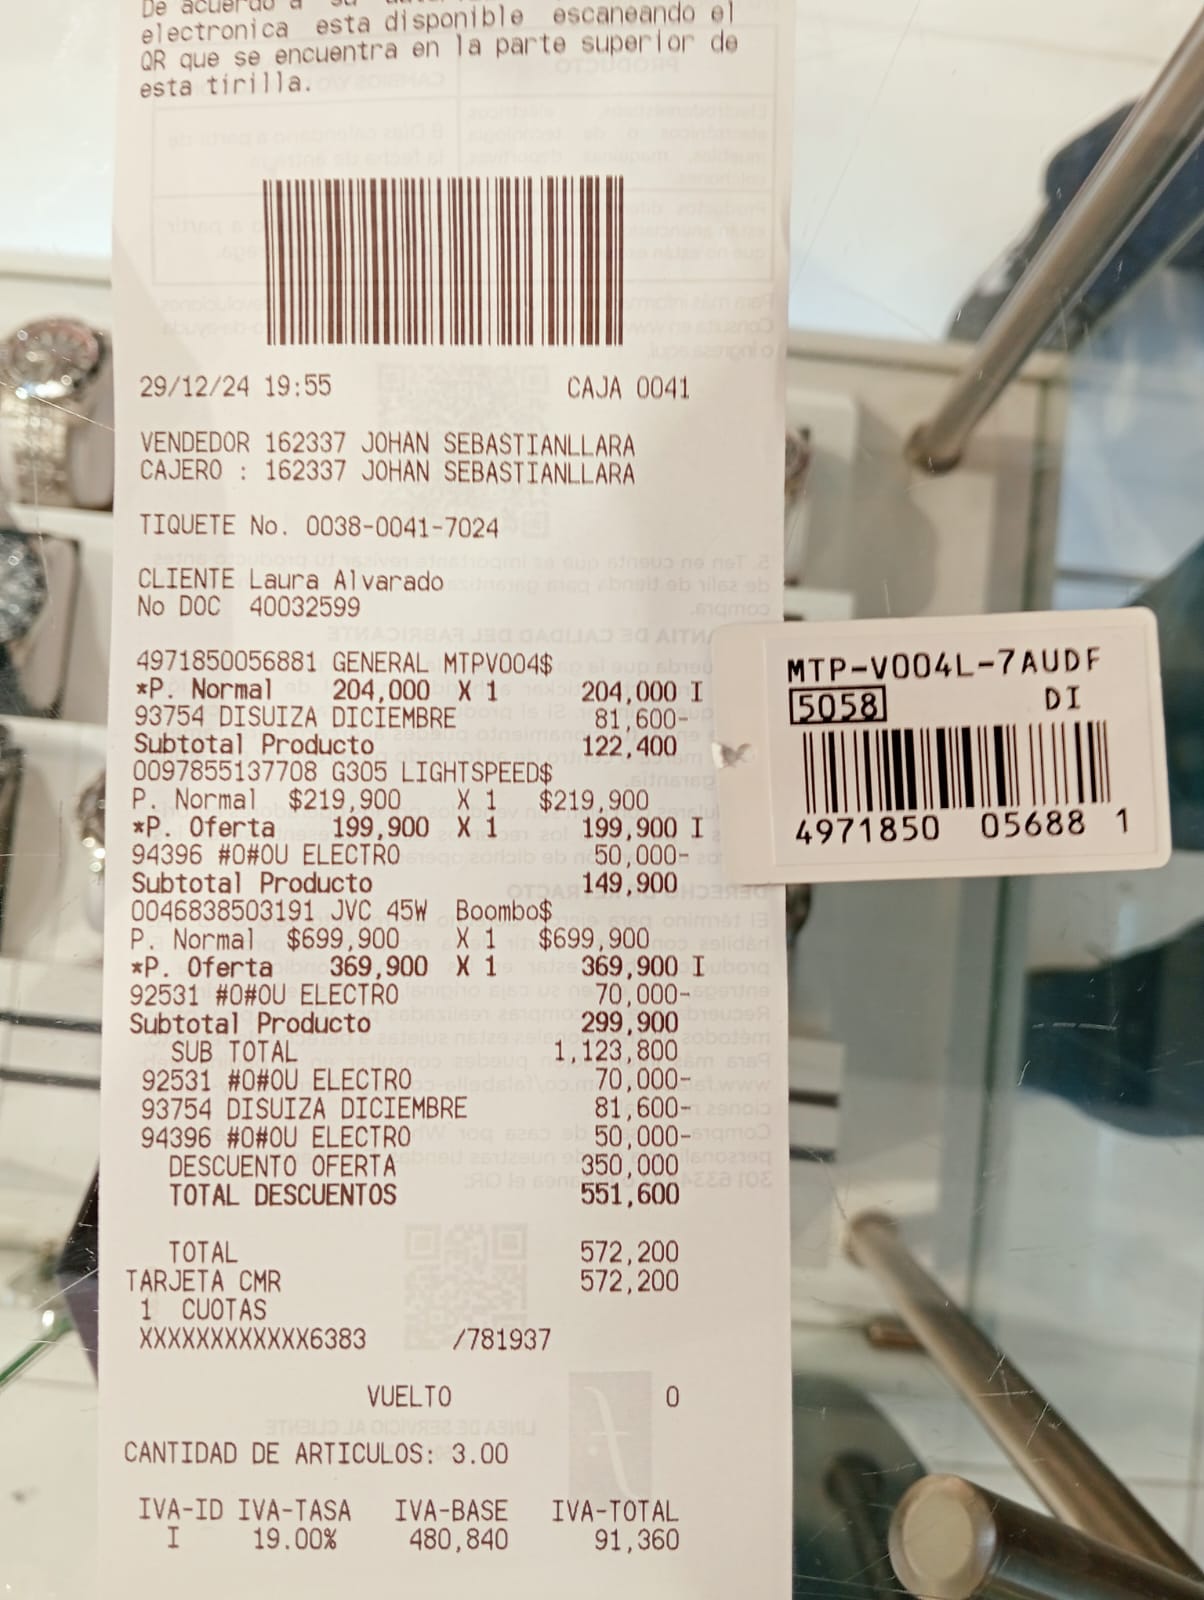 De acuerdo a su
electronica esta disponible escaneando el
QR que se encuentra en la parte superior de
esta tirilla.
29/12/24 19:55 CAJA 0041
VENDEDOR 162337 JOHAN SEBASTIANLLARA
CAJERO : 162337 JOHAN SEBASTIANLLARA
TIQUETE No. 0038-0041-7024
CLIENTE Laura Alvarado
No DOC 40032599
4971850056881 GENERAL MTPV004$
*P. Normal 204,000 X 1 204,000 I
93754 DISUIZA DICIEMBRE 81,600-
Subtotal Producto 122,400
0097855137708 G305 LIGHTSPEED$
P. Normal $219,900 X 1 $219,900
*P. Oferta 199,900 X 1 199,900 I
94396 #O#OU ELECTRO 50,000-
Subtotal Producto 149,900
0046838503191 JVC 45W Boombo$
P. Normal $699,900 X 1 $699,900
*P. Oferta 369,900 X 1 369,900 I
92531 #O#OU ELECTRO 70,000-
Subtotal Producto 299,900
SUB TOTAL 1,123,800
92531 #O#OU ELECTRO 70,000-
93754 DISUIZA DICIEMBRE 81,600-
94396 #O#OU ELECTRO 50,000-
DESCUENTO OFERTA 350,000
TOTAL DESCUENTOS 551,600
TOTAL 572,200
TARJETA CMR 572,200
1 CUOTAS
XXXXXXXXXXXX6383 /781937
VUELTO 0
CANTIDAD DE ARTICULOS: 3.00
IVA-ID IVA-TASA IVA-BASE IVA-TOTAL
I 19.00% 480,840 91,360
MTP-V004L-7AUDF
5058 DI
4971850 05688 1